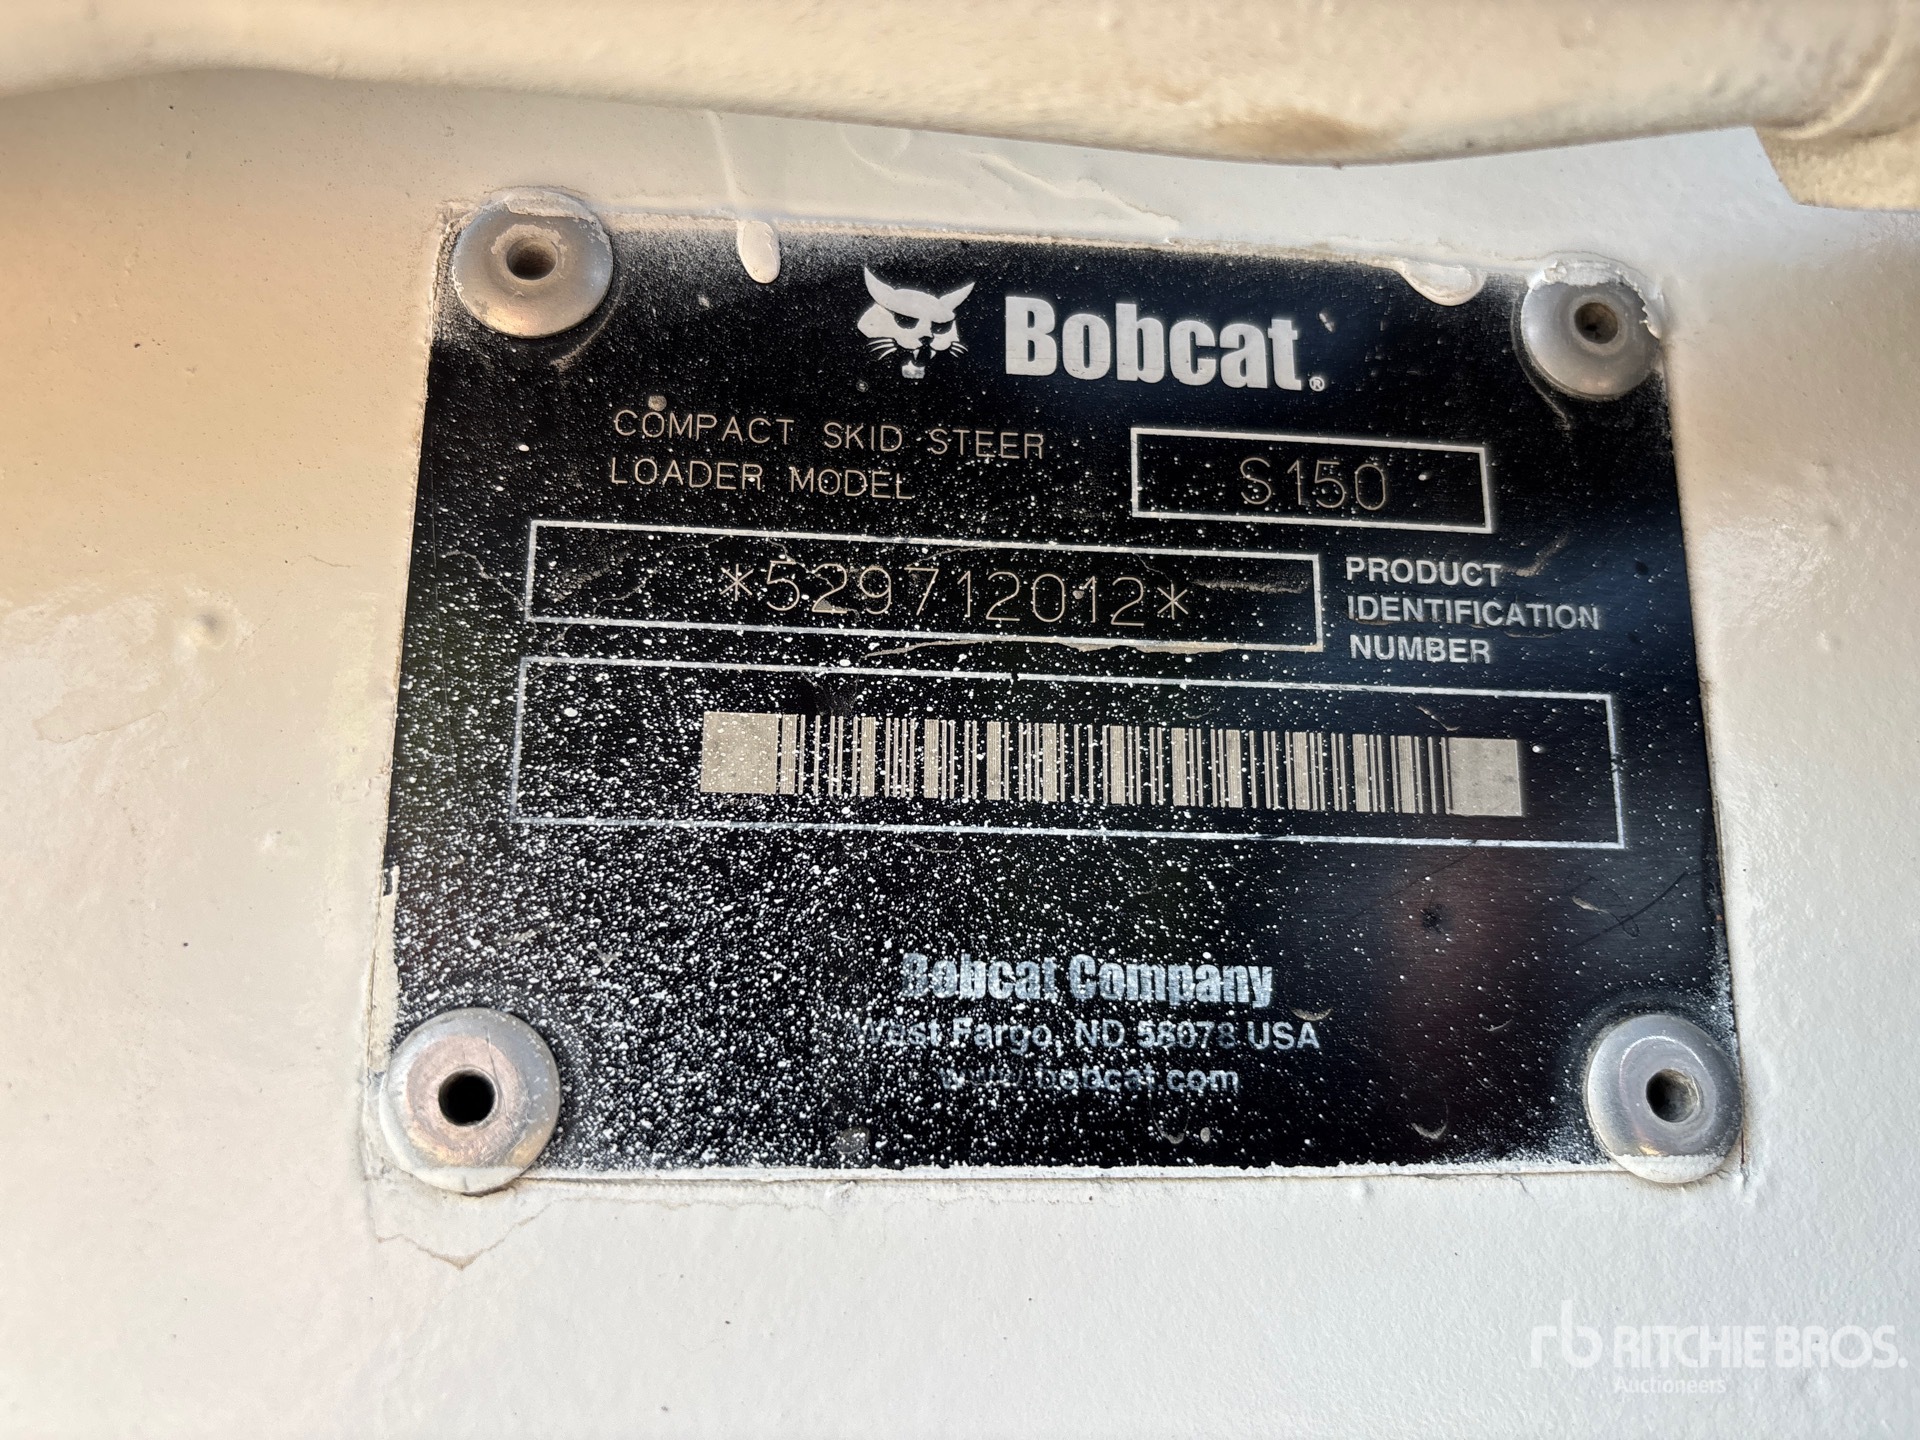 Bobcat®
COMPACT SKID STEER
LOADER MODEL
S150
*529712012*
PRODUCT
IDENTIFICATION
NUMBER
Bobcat Company
West Fargo, ND 58078 USA
www.bobcat.com
rb RITCHIE BROS.
Auctioneers